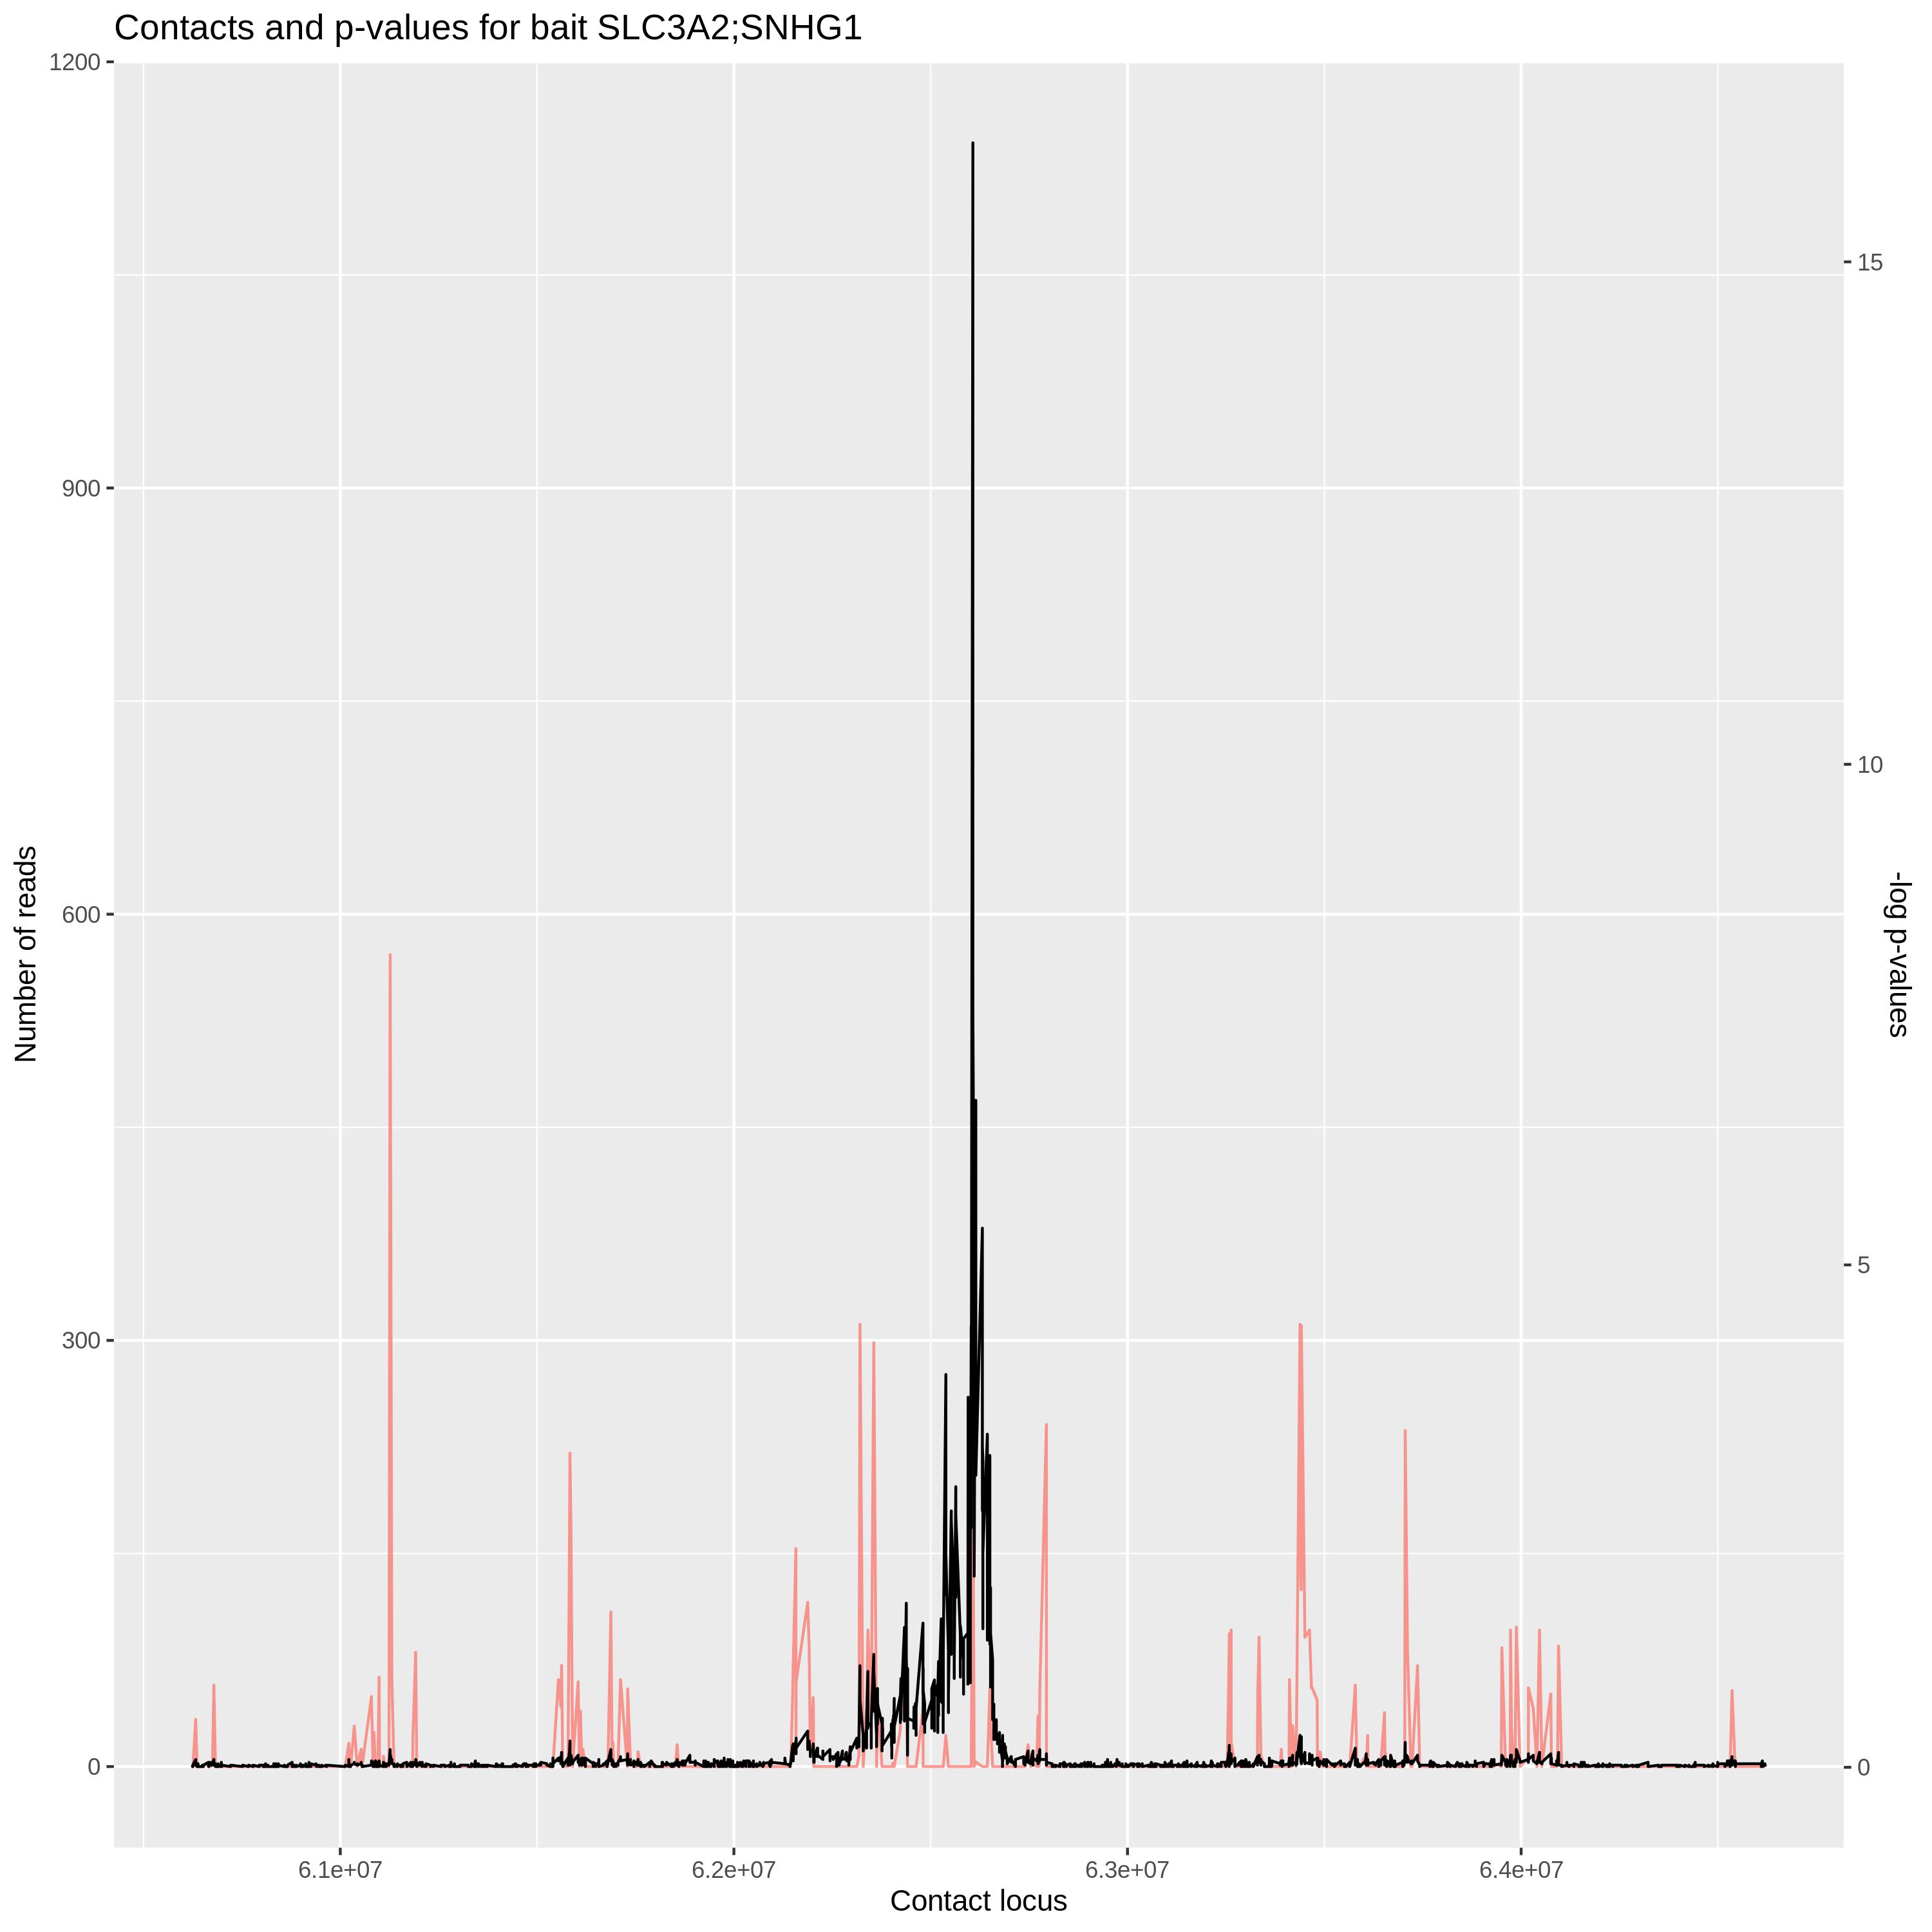 Contacts and p-values for bait SLC3A2;SNHG1
1200
900
600
300
0
Number of reads
15
10
5
0
-log p-values
6.1e+07
6.2e+07
6.3e+07
6.4e+07
Contact locus